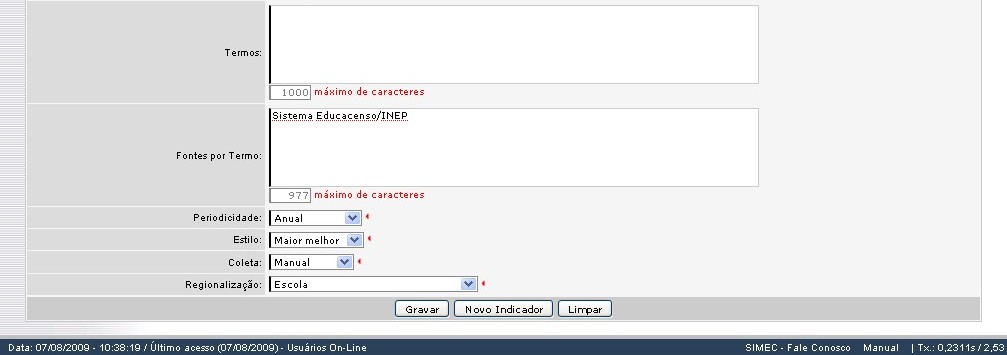 Termos:
1000 máximo de caracteres
Sistema Educacenso/INEP
Fontes por Termo:
977 máximo de caracteres
Periodicidade: Anual *
Estilo: Maior melhor *
Coleta: Manual *
Regionalização: Escola *
Gravar Novo Indicador Limpar
Data: 07/08/2009 - 10:38:19 / Último acesso (07/08/2009) - Usuários On-Line SIMEC - Fale Conosco Manual | Tx.: 0,2311s / 2,53